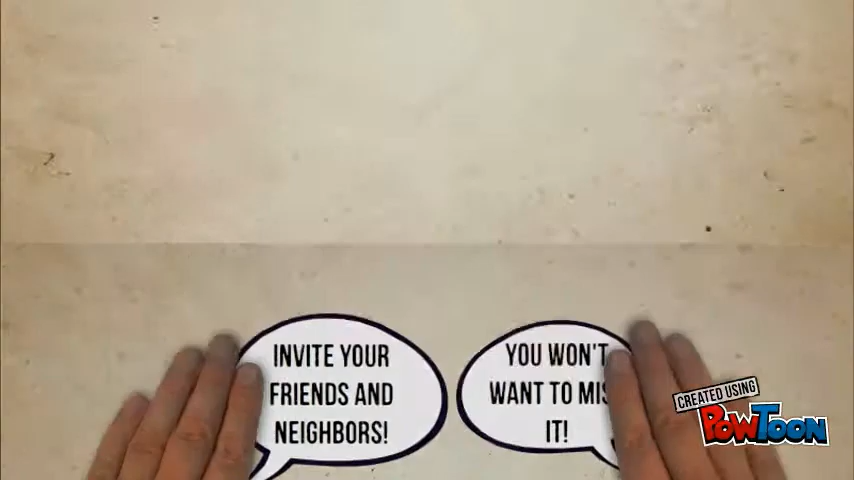 INVITE YOUR
FRIENDS AND
NEIGHBORS!
YOU WON'T
WANT TO MIS
IT!
CREATED USING
POWTOON